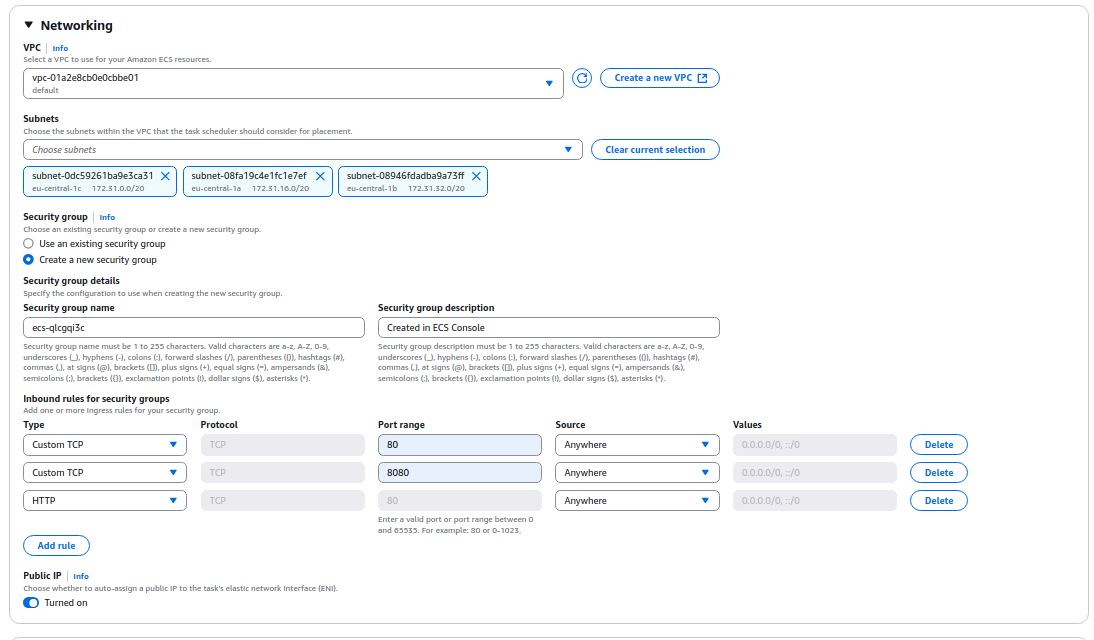 Networking
VPC Info
Select a VPC to use for your Amazon ECS resources.
vpc-01a2e8cb0e0cbbe01
default
Create a new VPC
Subnets
Choose the subnets within the VPC that the task scheduler should consider for placement.
Choose subnets
Clear current selection
subnet-0dc59261ba9e3ca31 subnet-08fa19c4e1fc1e7ef subnet-08946fdadba9a73ff
eu-central-1c 172.31.0.0/20 eu-central-1a 172.31.16.0/20 eu-central-1b 172.31.32.0/20
Security group Info
Choose an existing security group or create a new security group.
Use an existing security group
Create a new security group
Security group details
Specify the configuration to use when creating the new security group.
Security group name
ecs-qlcgqi3c
Security group name must be 1 to 255 characters. Valid characters are a-z, A-Z, 0-9,
underscores (_), hyphens (-), colons (:), forward slashes (/), parentheses (()), hashtags (#),
commas (,), at signs (@), brackets ([]), plus signs (+), equal signs (=), ampersands (&),
semicolons (;), brackets ({}), exclamation points (!), dollar signs ($), asterisks (*).
Security group description
Created in ECS Console
Security group description must be 1 to 255 characters. Valid characters are a-z, A-Z, 0-9,
underscores (_), hyphens (-), colons (:), forward slashes (/), parentheses (()), hashtags (#),
commas (,), at signs (@), brackets ([]), plus signs (+), equal signs (=), ampersands (&),
semicolons (;), brackets ({}), exclamation points (!), dollar signs ($), asterisks (*).
Inbound rules for security groups
Add one or more ingress rules for your security group.
Type Protocol Port range Source Values
Custom TCP TCP 80 Anywhere 0.0.0.0/0, ::/0 Delete
Custom TCP TCP 8080 Anywhere 0.0.0.0/0, ::/0 Delete
HTTP TCP 80 Anywhere 0.0.0.0/0, ::/0 Delete
Enter a valid port or port range between 0
and 65535. For example: 80 or 0-1023.
Add rule
Public IP Info
Choose whether to auto-assign a public IP to the task's elastic network interface (ENI).
Turned on